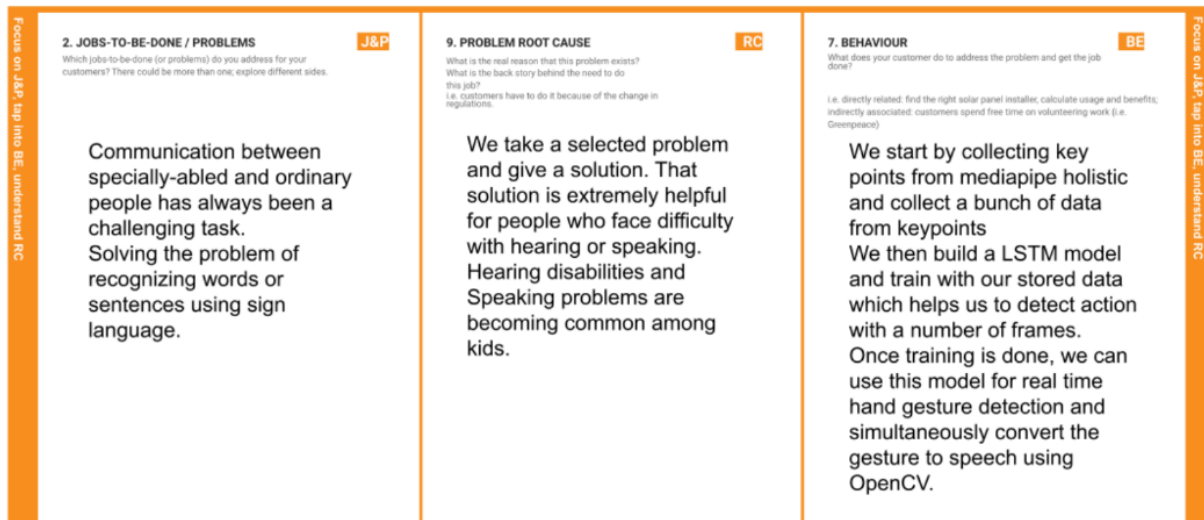 Focus on J&P, tap into BE, understand RC
2. JOBS-TO-BE-DONE / PROBLEMS
J&P
Which jobs-to-be-done (or problems) do you address for your
customers? There could be more than one; explore different sides.
Communication between
specially-abled and ordinary
people has always been a
challenging task.
Solving the problem of
recognizing words or
sentences using sign
language.
9. PROBLEM ROOT CAUSE
RC
What is the real reason that this problem exists?
What is the back story behind the need to do
this job?
i.e. customers have to do it because of the change in
regulations.
We take a selected problem
and give a solution. That
solution is extremely helpful
for people who face difficulty
with hearing or speaking.
Hearing disabilities and
Speaking problems are
becoming common among
kids.
7. BEHAVIOUR
BE
What does your customer do to address the problem and get the job
done?
i.e. directly related: find the right solar panel installer, calculate usage and benefits;
indirectly associated: customers spend free time on volunteering work (i.e.
Greenpeace)
We start by collecting key
points from mediapipe holistic
and collect a bunch of data
from keypoints
We then build a LSTM model
and train with our stored data
which helps us to detect action
with a number of frames.
Once training is done, we can
use this model for real time
hand gesture detection and
simultaneously convert the
gesture to speech using
OpenCV.
Focus on J&P, tap into BE, understand RC